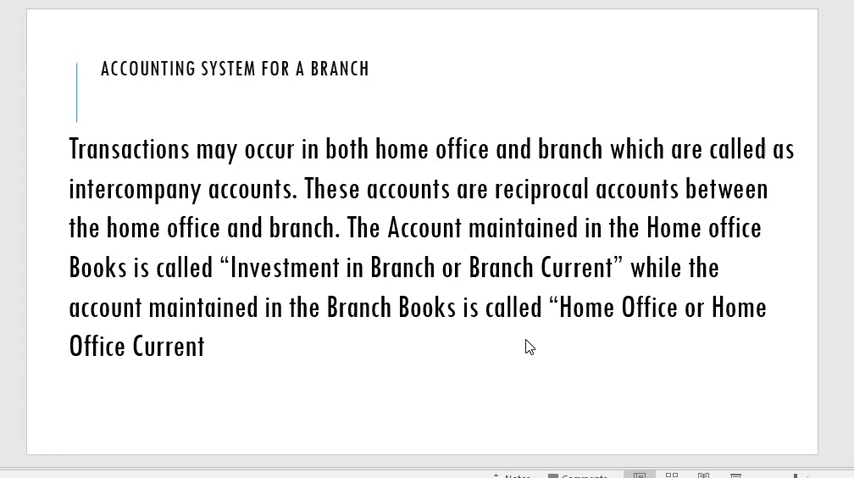 ACCOUNTING SYSTEM FOR A BRANCH
Transactions may occur in both home office and branch which are called as
intercompany accounts. These accounts are reciprocal accounts between
the home office and branch. The Account maintained in the Home office
Books is called “Investment in Branch or Branch Current” while the
account maintained in the Branch Books is called “Home Office or Home
Office Current
Notes Comments